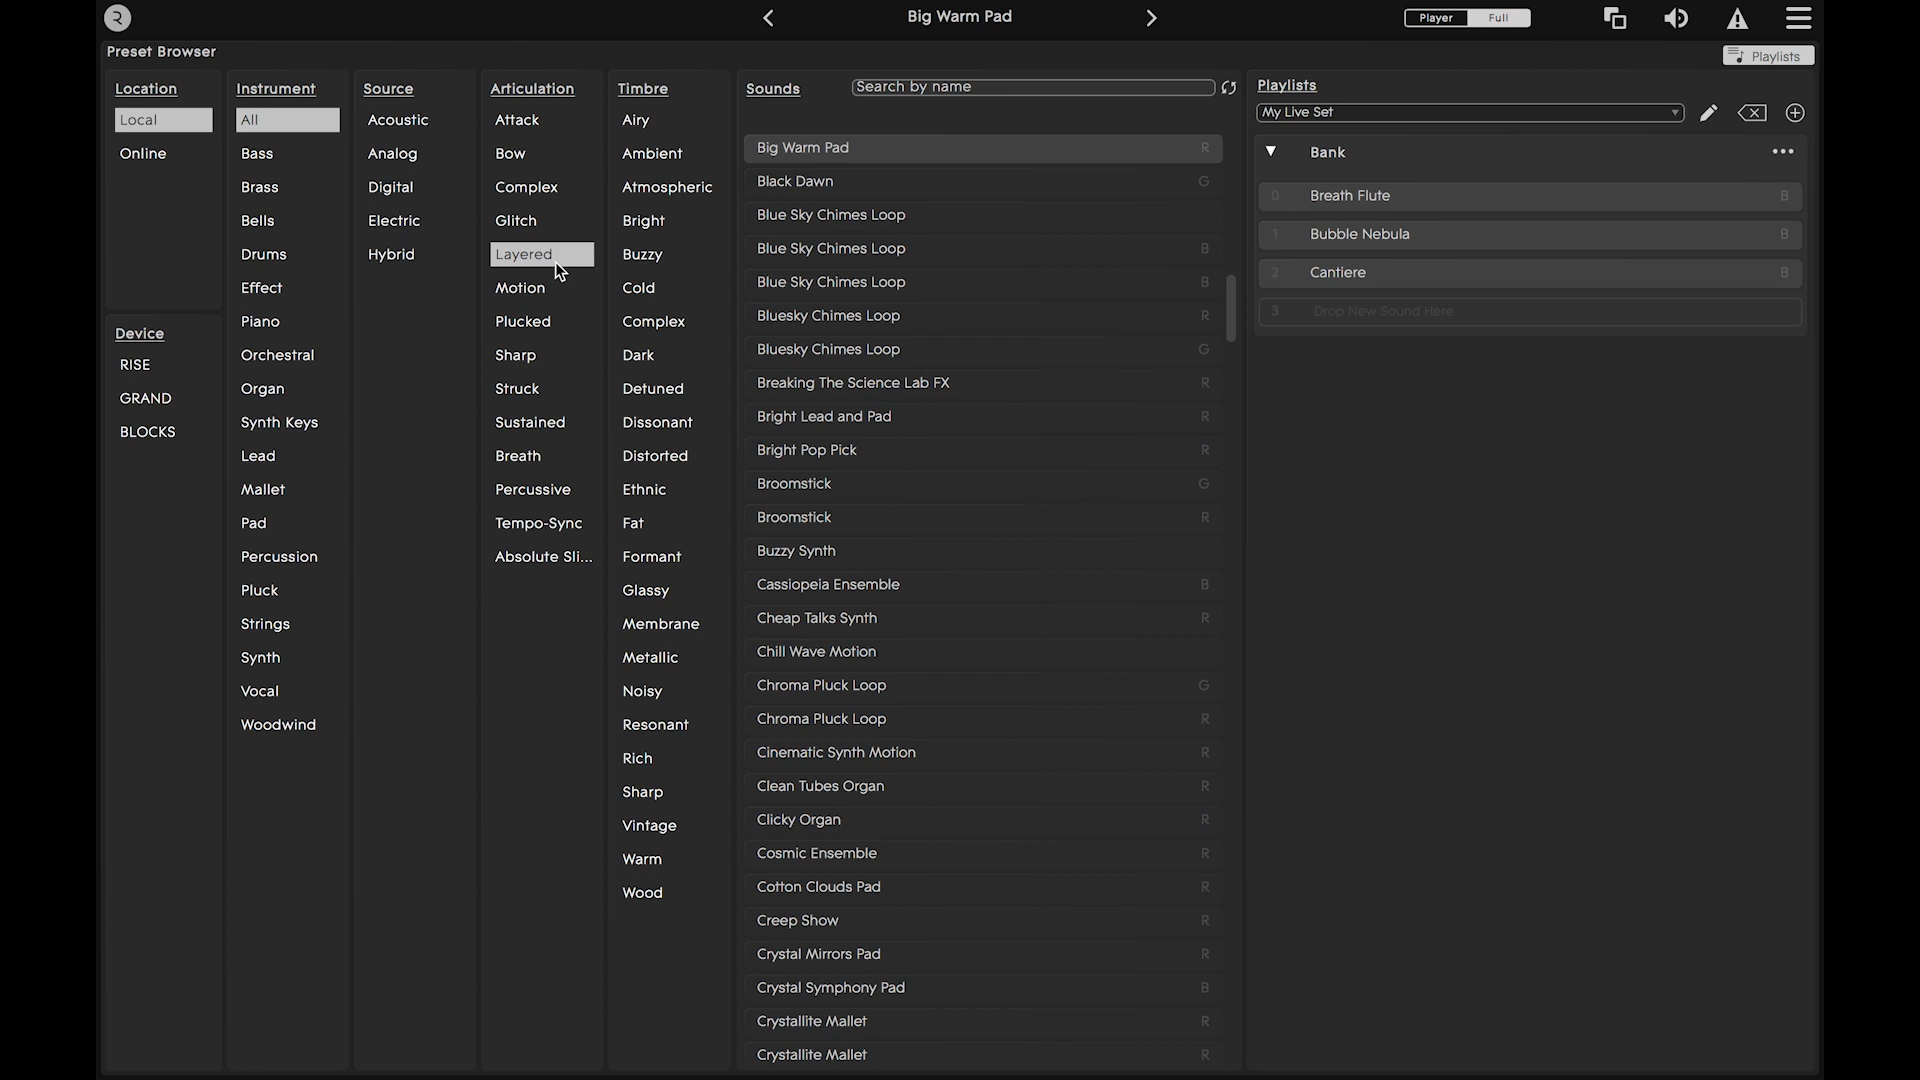 R
Big Warm Pad
Player
Full
Preset Browser
Playlists
Location
Local
Online
Device
RISE
GRAND
BLOCKS
Instrument
All
Bass
Brass
Bells
Drums
Effect
Piano
Orchestral
Organ
Synth Keys
Lead
Mallet
Pad
Percussion
Pluck
Strings
Synth
Vocal
Woodwind
Source
Acoustic
Analog
Digital
Electric
Hybrid
Articulation
Attack
Bow
Complex
Glitch
Layered
Motion
Plucked
Sharp
Struck
Sustained
Breath
Percussive
Tempo-Sync
Absolute Sli...
Timbre
Airy
Ambient
Atmospheric
Bright
Buzzy
Cold
Complex
Dark
Detuned
Dissonant
Distorted
Ethnic
Fat
Formant
Glassy
Membrane
Metallic
Noisy
Resonant
Rich
Sharp
Vintage
Warm
Wood
Sounds
Search by name
Big Warm Pad R
Black Dawn G
Blue Sky Chimes Loop
Blue Sky Chimes Loop B
Blue Sky Chimes Loop B
Bluesky Chimes Loop R
Bluesky Chimes Loop G
Breaking The Science Lab FX R
Bright Lead and Pad R
Bright Pop Pick R
Broomstick G
Broomstick R
Buzzy Synth
Cassiopeia Ensemble B
Cheap Talks Synth R
Chill Wave Motion
Chroma Pluck Loop G
Chroma Pluck Loop R
Cinematic Synth Motion R
Clean Tubes Organ R
Clicky Organ R
Cosmic Ensemble R
Cotton Clouds Pad R
Creep Show R
Crystal Mirrors Pad R
Crystal Symphony Pad B
Crystallite Mallet R
Crystallite Mallet R
Playlists
My Live Set
Bank
0 Breath Flute B
1 Bubble Nebula B
2 Cantiere B
3 Drop New Sound Here